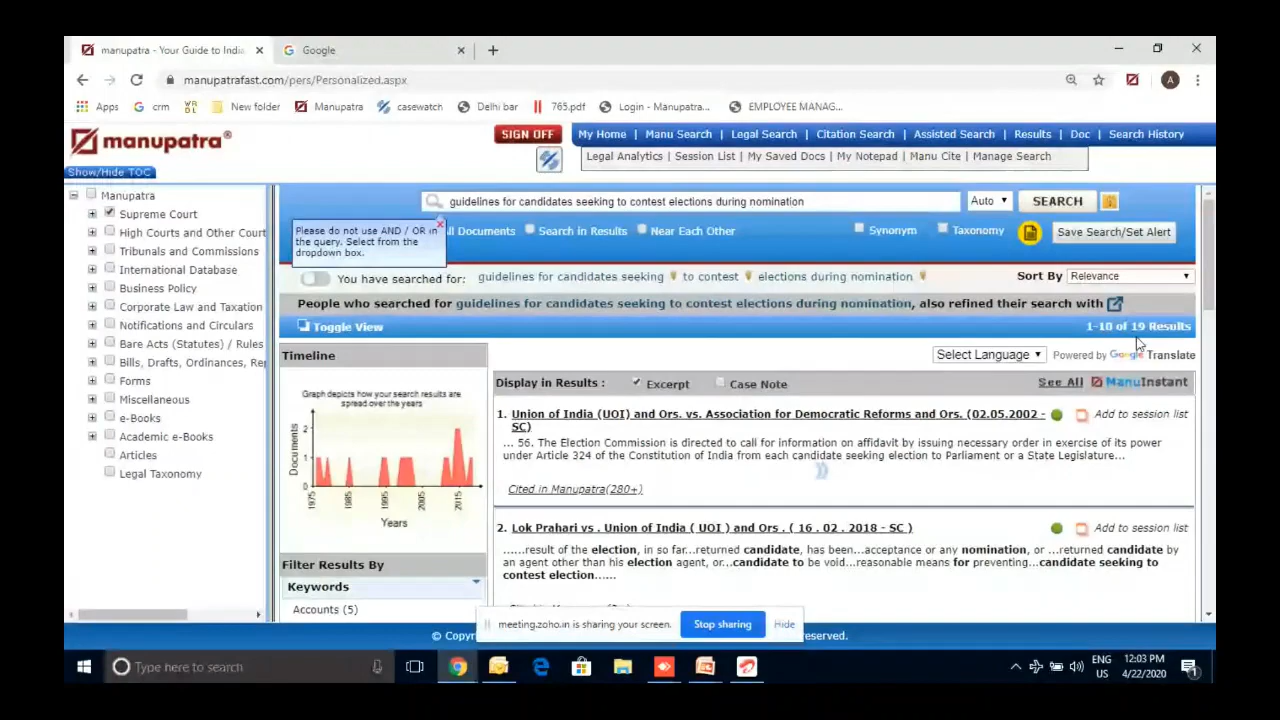 manupatra - Your Guide to India
Google
manupatrafast.com/pers/Personalized.aspx
A
Apps
crm
New folder
Manupatra
casewatch
Delhi bar
765.pdf
Login - Manupatra...
EMPLOYEE MANAG...
manupatra®
SIGN OFF
My Home | Manu Search | Legal Search | Citation Search | Assisted Search | Results | Doc | Search History
Legal Analytics | Session List | My Saved Docs | My Notepad | Manu Cite | Manage Search
Show/Hide TOC
Manupatra
Supreme Court
High Courts and Other Court
Tribunals and Commissions
International Database
Business Policy
Corporate Law and Taxation
Notifications and Circulars
Bare Acts (Statutes) / Rules
Bills, Drafts, Ordinances, Rep
Forms
Miscellaneous
e-Books
Academic e-Books
Articles
Legal Taxonomy
guidelines for candidates seeking to contest elections during nomination
Auto
SEARCH
Please do not use AND / OR in
the query. Select from the
dropdown box.
All Documents
Search in Results
Near Each Other
Synonym
Taxonomy
Save Search/Set Alert
You have searched for:
guidelines for candidates seeking
to contest
elections during nomination
Sort By
Relevance
People who searched for guidelines for candidates seeking to contest elections during nomination, also refined their search with
Toggle View
1-10 of 19 Results
Timeline
Graph depicts how your search results are
spread over the years
Documents
2
1
1
0
1975
1985
1995
2005
2015
Years
Filter Results By
Keywords
Accounts (5)
Select Language
Powered by Google Translate
Display in Results :
Excerpt
Case Note
See All
ManuInstant
1. Union of India (UOI) and Ors. vs. Association for Democratic Reforms and Ors. (02.05.2002 -
SC)
Add to session list
... 56. The Election Commission is directed to call for information on affidavit by issuing necessary order in exercise of its power
under Article 324 of the Constitution of India from each candidate seeking election to Parliament or a State Legislature...
Cited in Manupatra(280+)
2. Lok Prahari vs . Union of India ( UOI ) and Ors . ( 16 . 02 . 2018 - SC )
Add to session list
......result of the election, in so far...returned candidate, has been...acceptance or any nomination, or ...returned candidate by
an agent other than his election agent, or...candidate to be void...reasonable means for preventing...candidate seeking to
contest election......
meeting.zoho.in is sharing your screen.
Stop sharing
Hide
© Copyr
reserved.
Type here to search
ENG
US
12:03 PM
4/22/2020
1